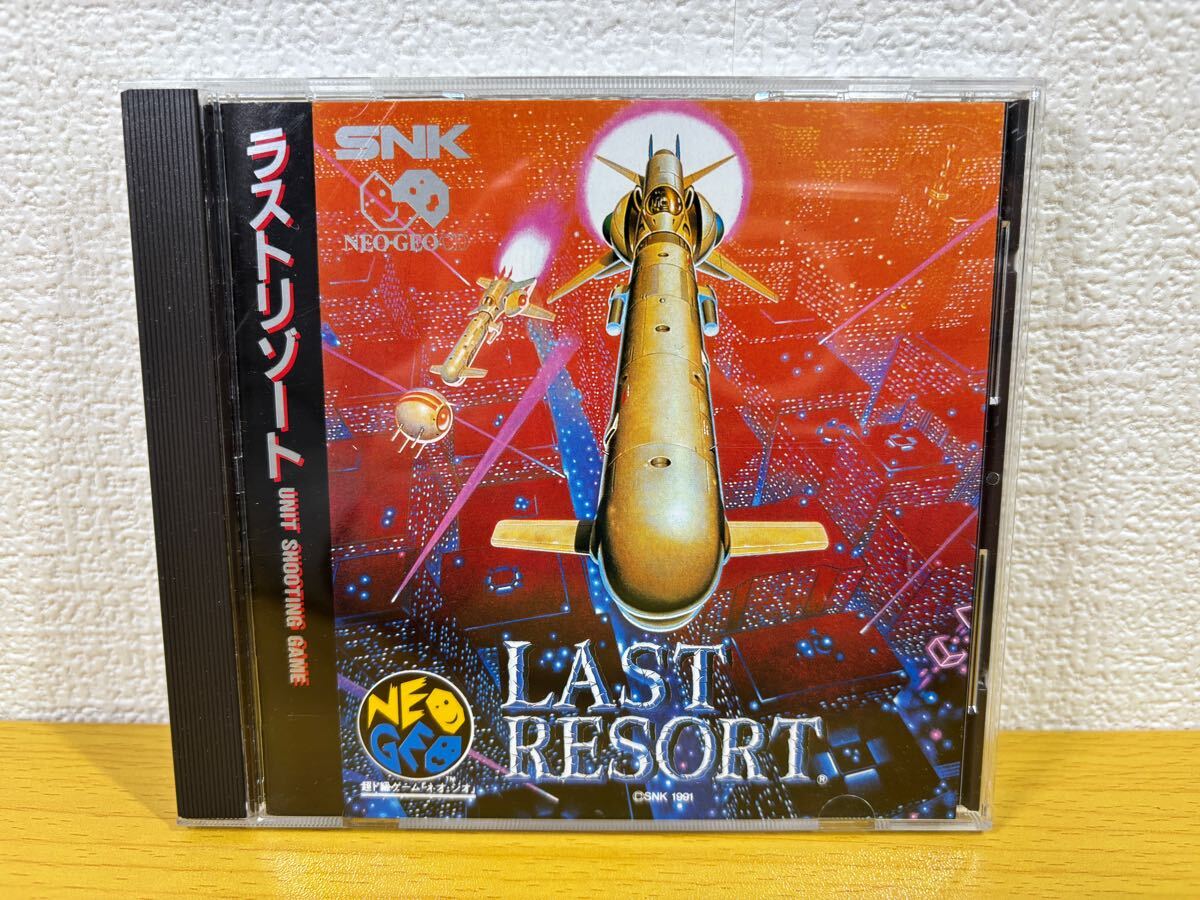 ラストリゾート
UNIT SHOOTING GAME
SNK
NEO・GEO CD
LAST
RESORT®
NEO
GEO
™
超ド級ゲーム「ネオ・ジオ」
©SNK 1991